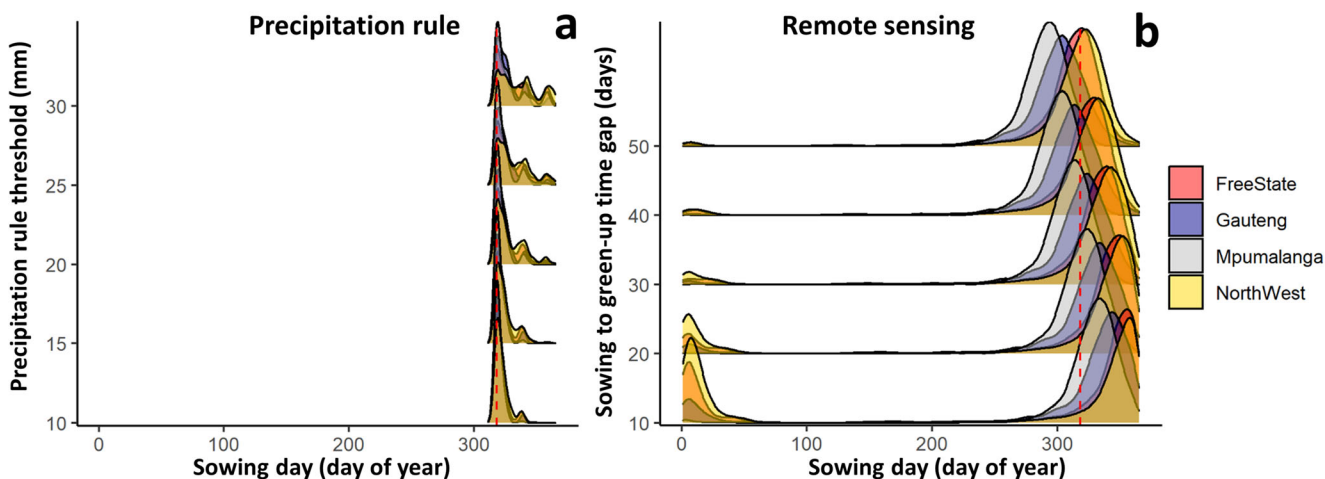 Precipitation rule
a
Precipitation rule threshold (mm)
30
25
20
15
10
0
100
200
300
Sowing day (day of year)
Remote sensing
b
Sowing to green-up time gap (days)
50
40
30
20
10
0
100
200
300
Sowing day (day of year)
FreeState
Gauteng
Mpumalanga
NorthWest